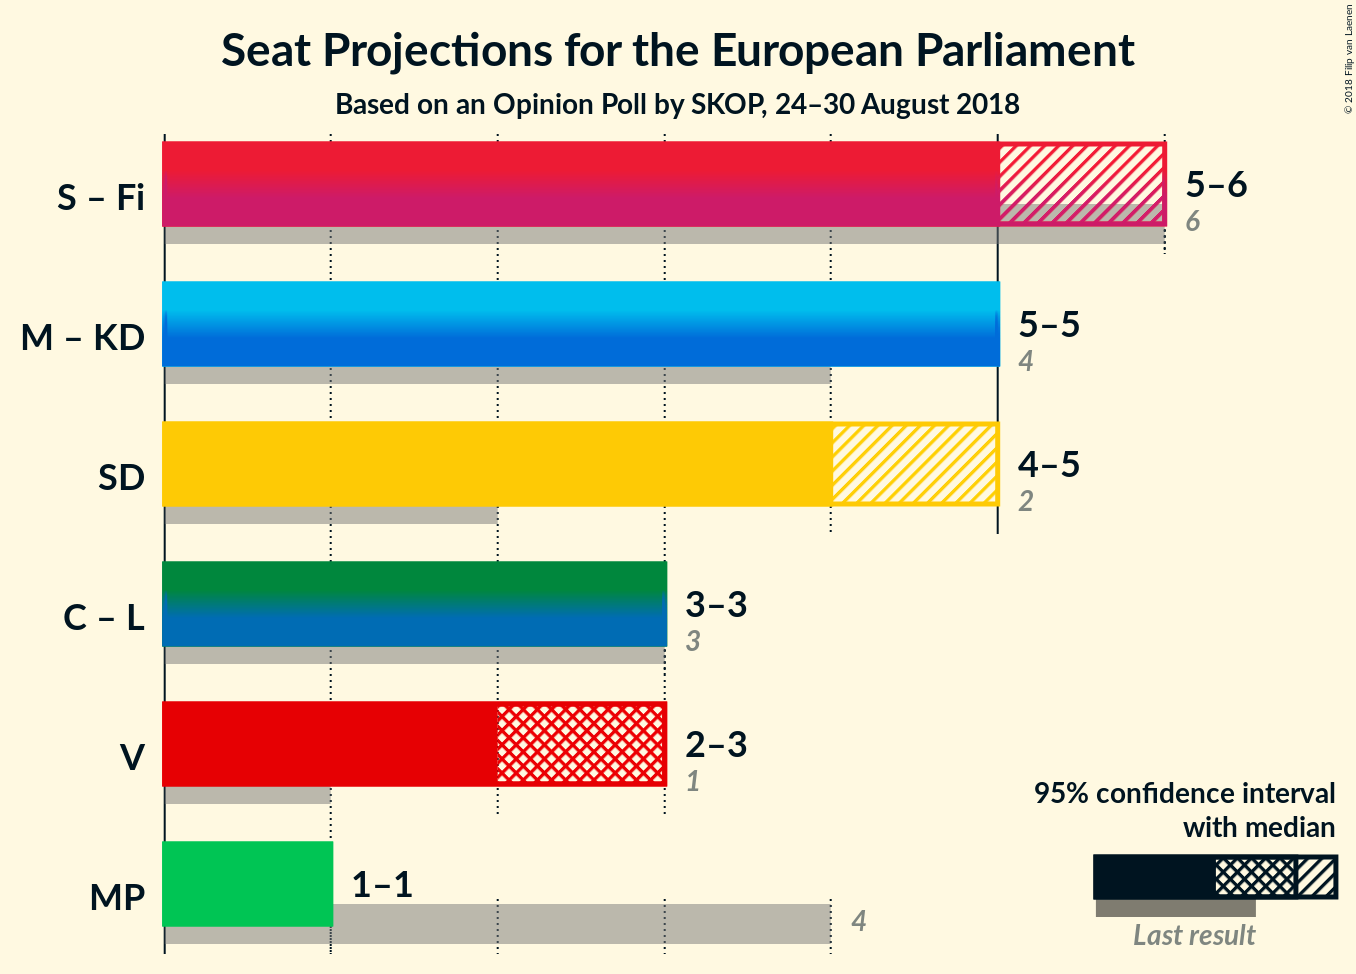 Seat Projections for the European Parliament
Based on an Opinion Poll by SKOP, 24–30 August 2018
© 2018 Filip van Laenen
S – Fi
5–6
6
M – KD
5–5
4
SD
4–5
2
C – L
3–3
3
V
2–3
1
MP
1–1
4
95% confidence interval
with median
Last result